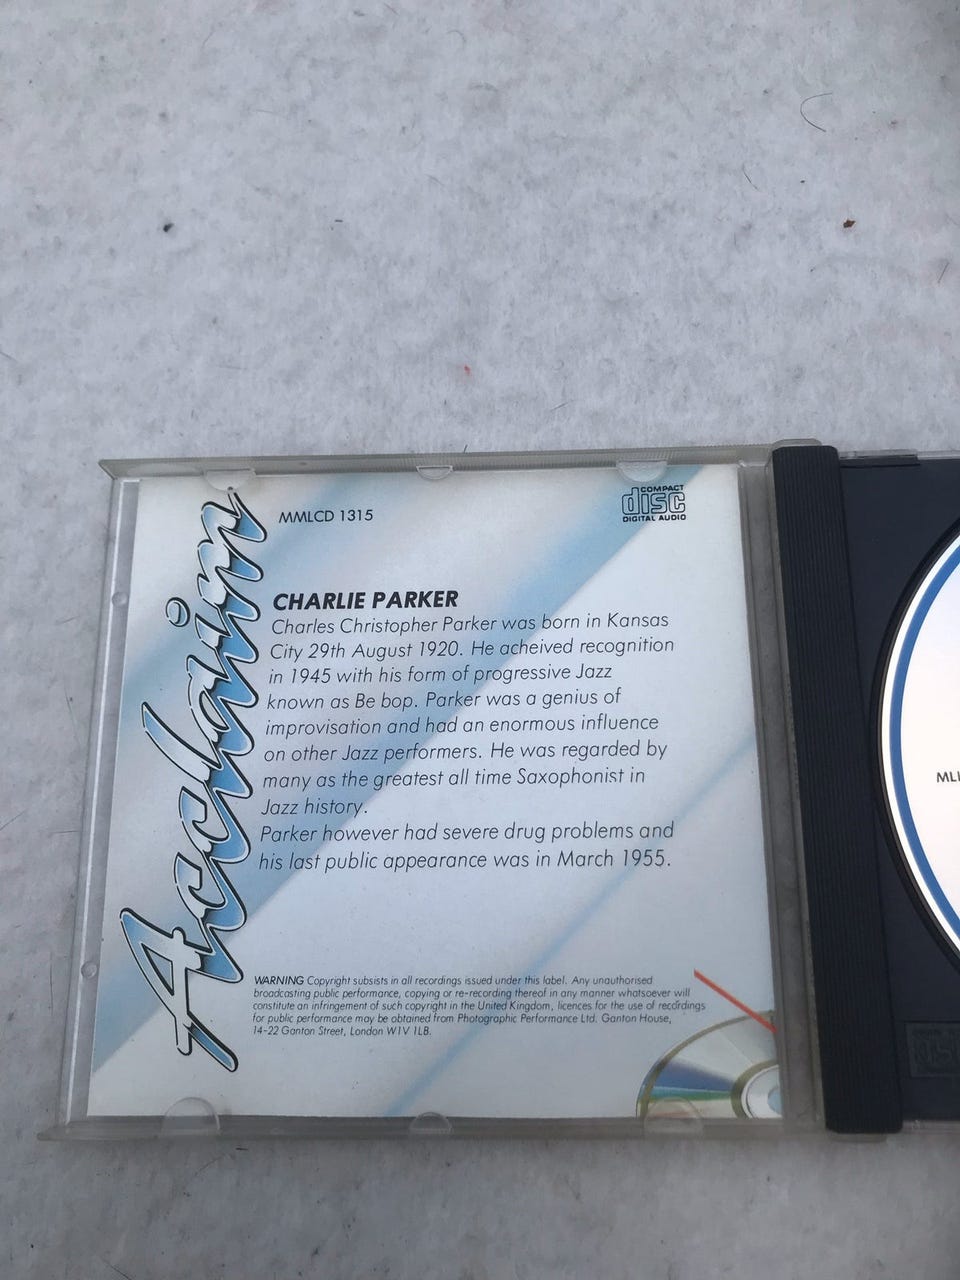 Acclaim
MMLCD 1315
COMPACT
disc
DIGITAL AUDIO
CHARLIE PARKER
Charles Christopher Parker was born in Kansas
City 29th August 1920. He acheived recognition
in 1945 with his form of progressive Jazz
known as Be bop. Parker was a genius of
improvisation and had an enormous influence
on other Jazz performers. He was regarded by
many as the greatest all time Saxophonist in
Jazz history.
Parker however had severe drug problems and
his last public appearance was in March 1955.
WARNING Copyright subsists in all recordings issued under this label. Any unauthorised
broadcasting public performance, copying or re-recording thereof in any manner whatsoever will
constitute an infringement of such copyright in the United Kingdom, licences for the use of recordings
for public performance may be obtained from Photographic Performance Ltd. Ganton House,
14-22 Ganton Street, London W1V 1LB.